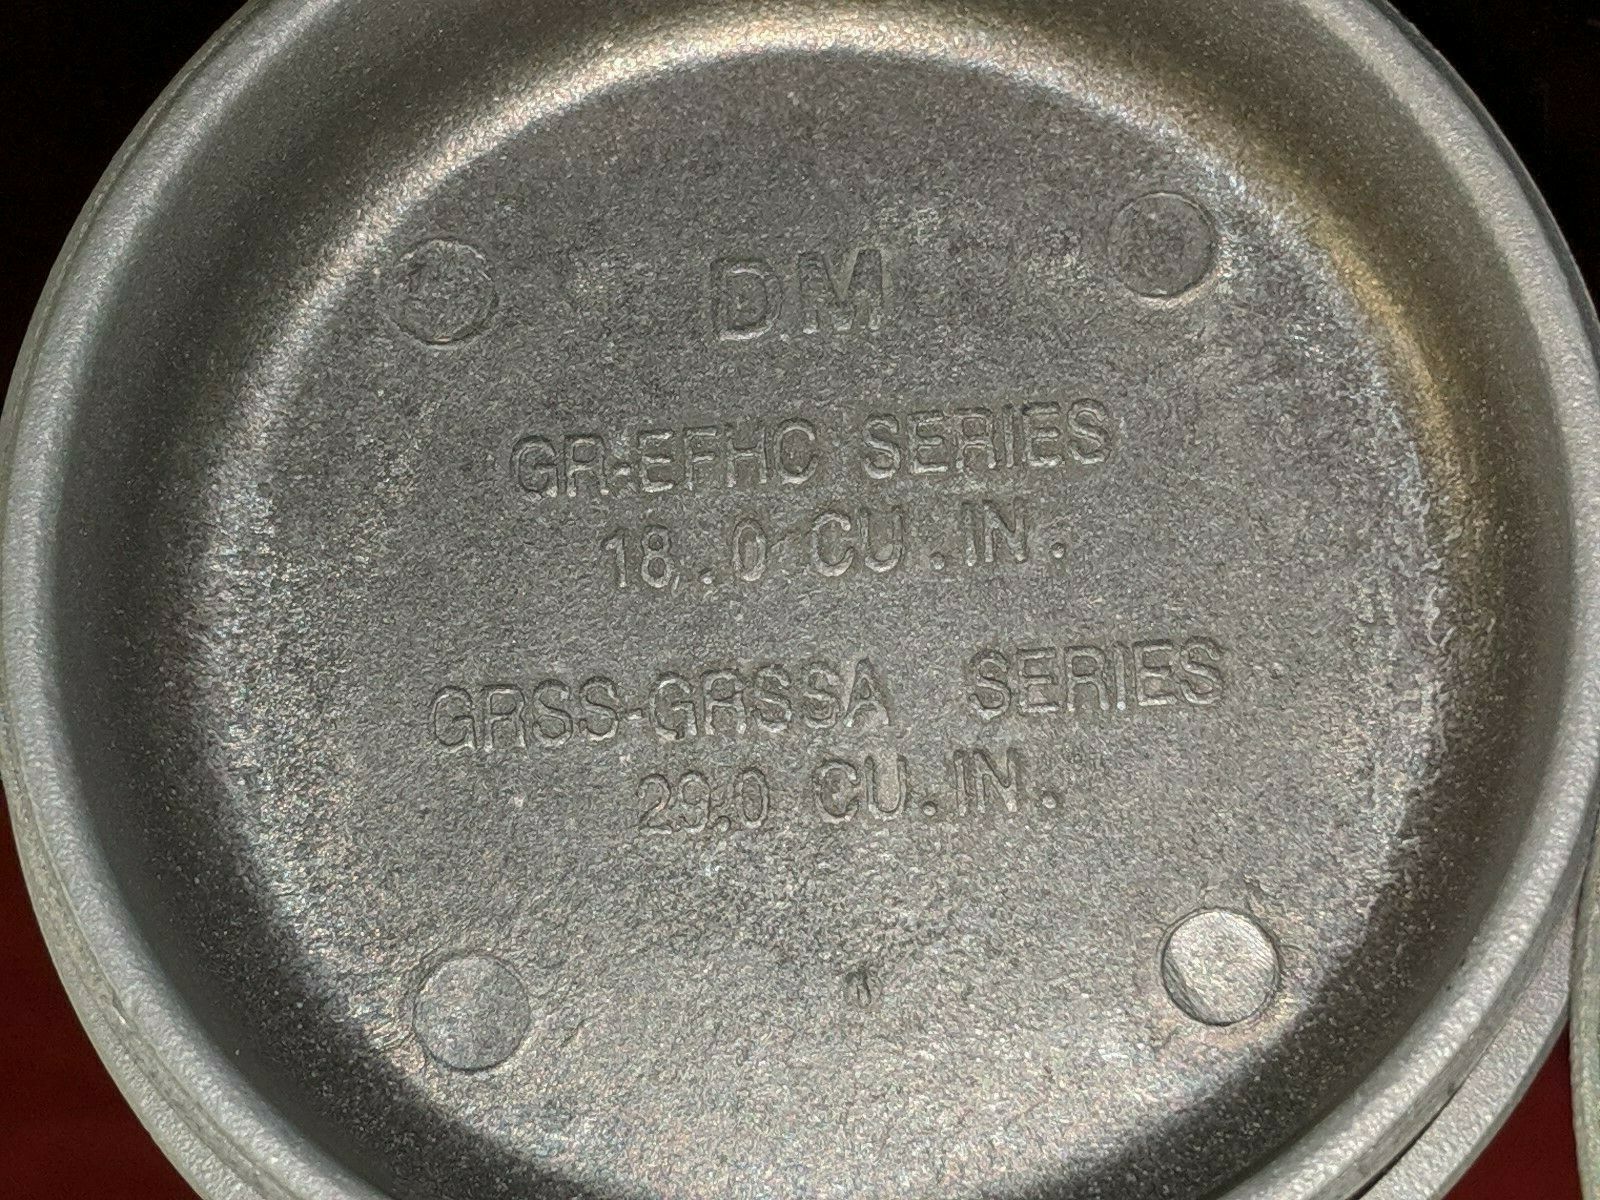 DM
GR-EFHC SERIES
18.0 CU.IN.
GRSS-GRSSA SERIES
29.0 CU.IN.